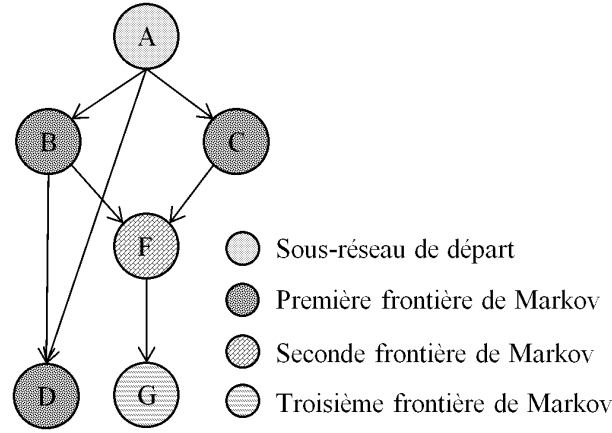 A
B
C
F
D
G
Sous-réseau de départ
Première frontière de Markov
Seconde frontière de Markov
Troisième frontière de Markov